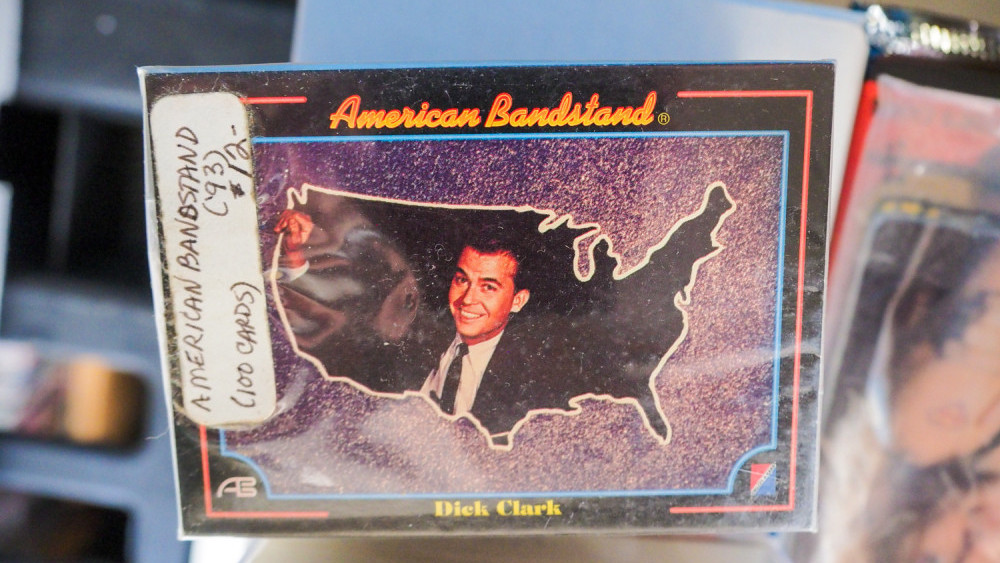 American Bandstand®
AMERICAN BANDSTAND
('93)
$12-
(100 CARDS)
AB
Dick Clark